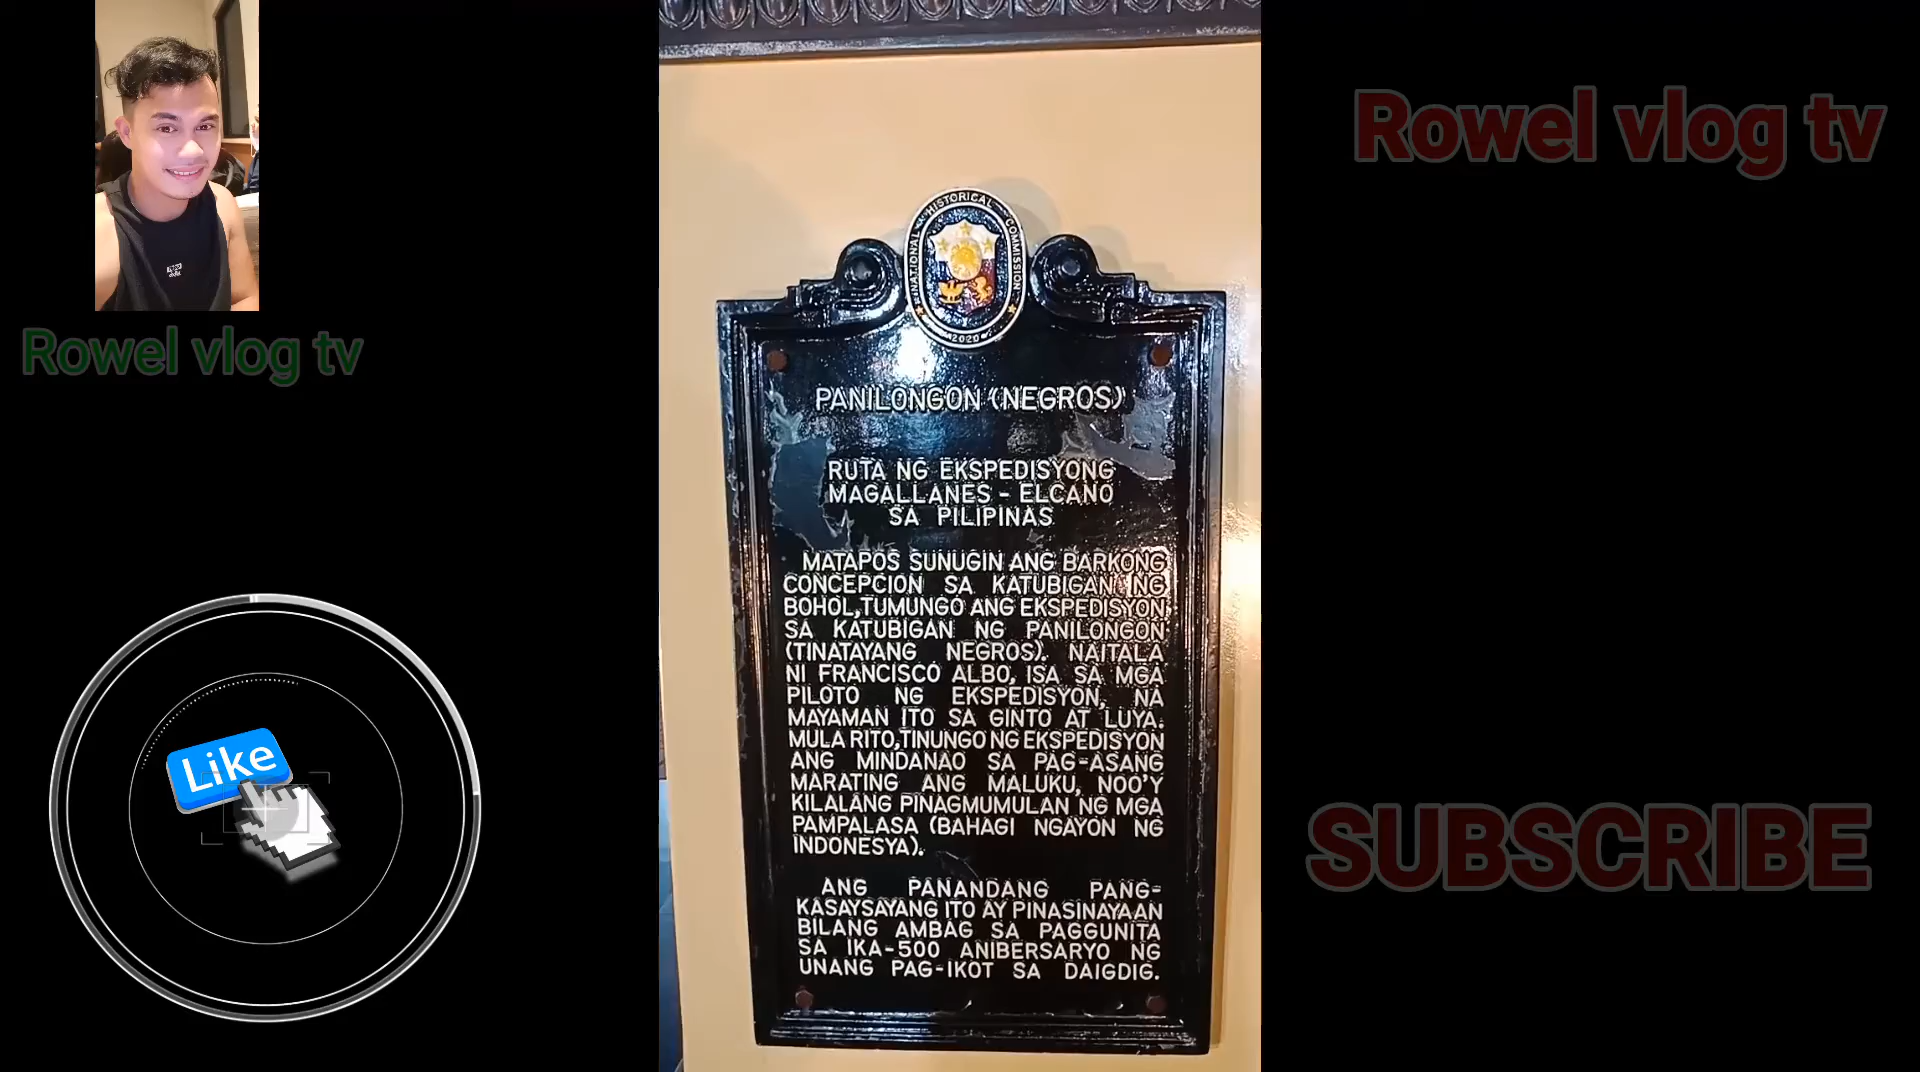 Rowel vlog tv
Rowel vlog tv
Like
SUBSCRIBE
NATIONAL HISTORICAL COMMISSION
2020
PANILONGON (NEGROS)
RUTA NG EKSPEDISYONG
MAGALLANES - ELCANO
SA PILIPINAS
MATAPOS SUNUGIN ANG BARKONG
CONCEPCION SA KATUBIGAN NG
BOHOL, TUMUNGO ANG EKSPEDISYON
SA KATUBIGAN NG PANILONGON
(TINATAYANG NEGROS). NAITALA
NI FRANCISCO ALBO, ISA SA MGA
PILOTO NG EKSPEDISYON, NA
MAYAMAN ITO SA GINTO AT LUYA.
MULA RITO, TINUNGO NG EKSPEDISYON
ANG MINDANAO SA PAG-ASANG
MARATING ANG MALUKU, NOO'Y
KILALANG PINAGMUMULAN NG MGA
PAMPALASA (BAHAGI NGAYON NG
INDONESYA).
ANG PANANDANG PANG-
KASAYSAYANG ITO AY PINASINAYAAN
BILANG AMBAG SA PAGGUNITA
SA IKA-500 ANIBERSARYO NG
UNANG PAG-IKOT SA DAIGDIG.